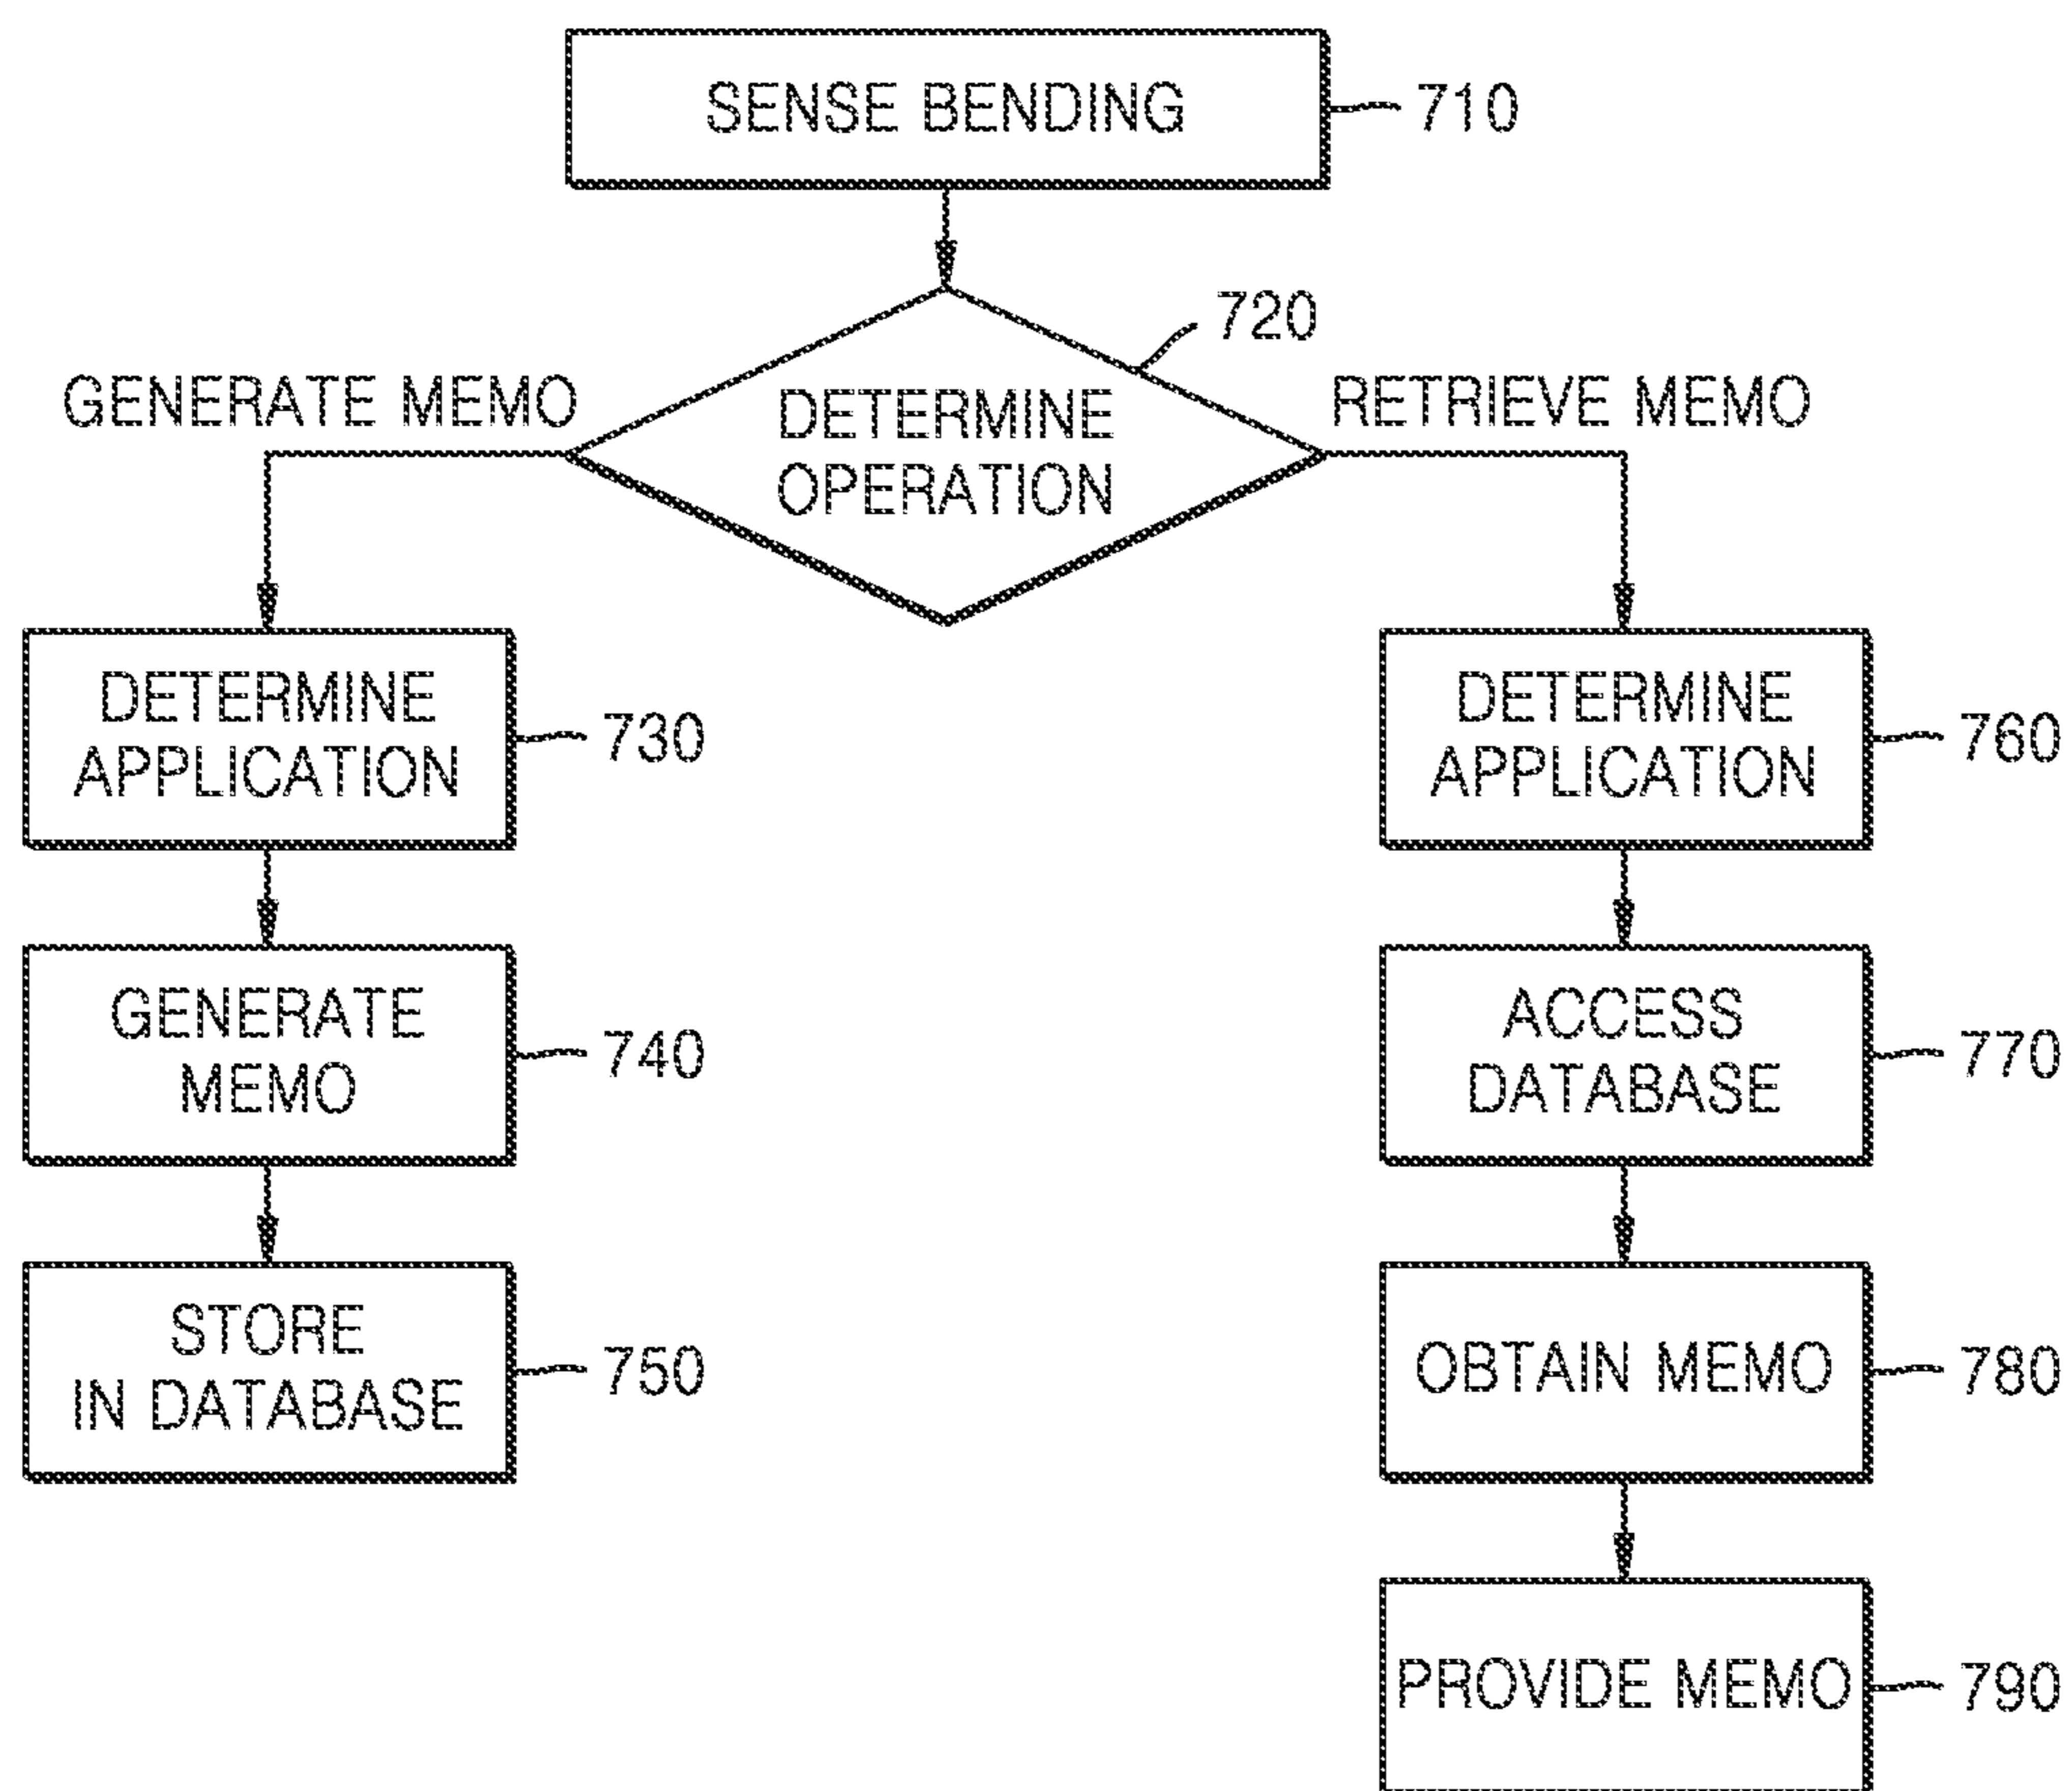 SENSE BENDING
710
720
GENERATE MEMO
DETERMINE
OPERATION
RETRIEVE MEMO
DETERMINE
APPLICATION
730
GENERATE
MEMO
740
STORE
IN DATABASE
750
DETERMINE
APPLICATION
760
ACCESS
DATABASE
770
OBTAIN MEMO
780
PROVIDE MEMO
790